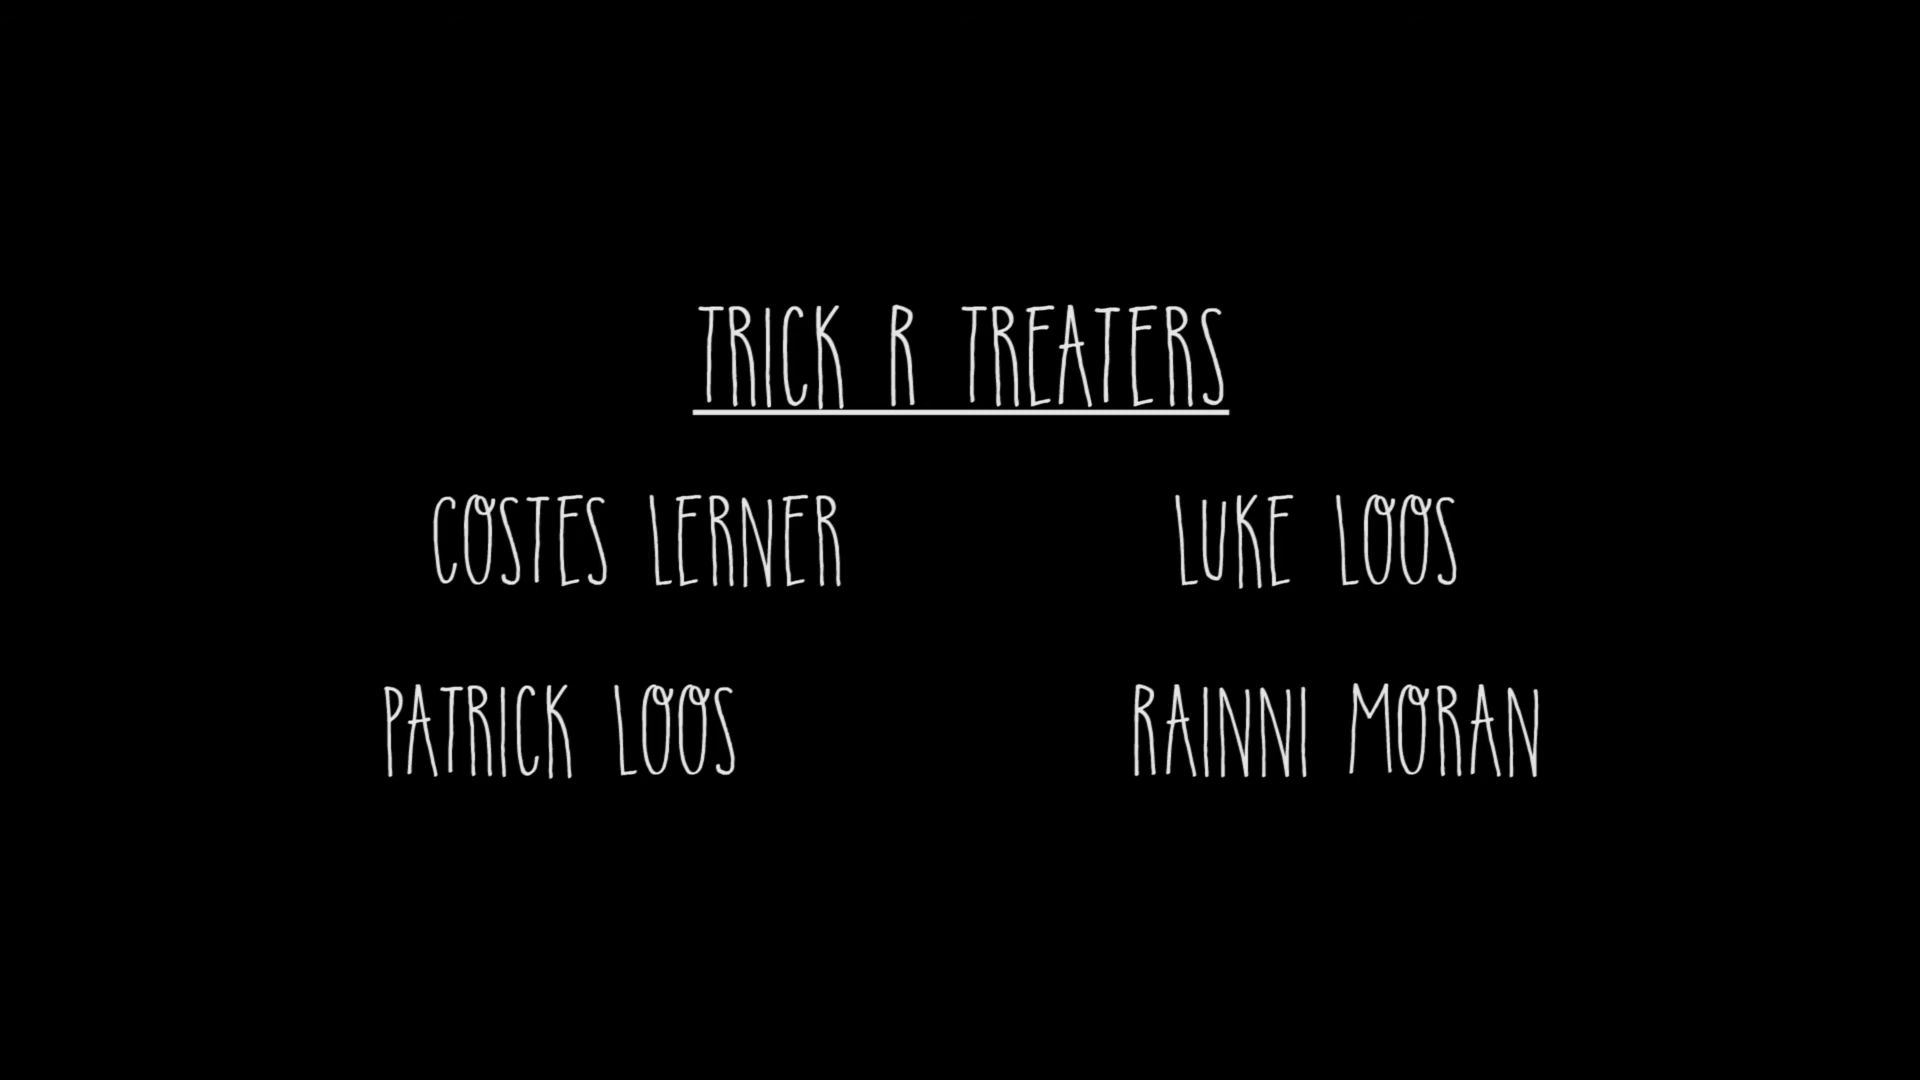 TRICK R TREATERS
COSTES LERNER LUKE LOOS
PATRICK LOOS RAINNI MORAN